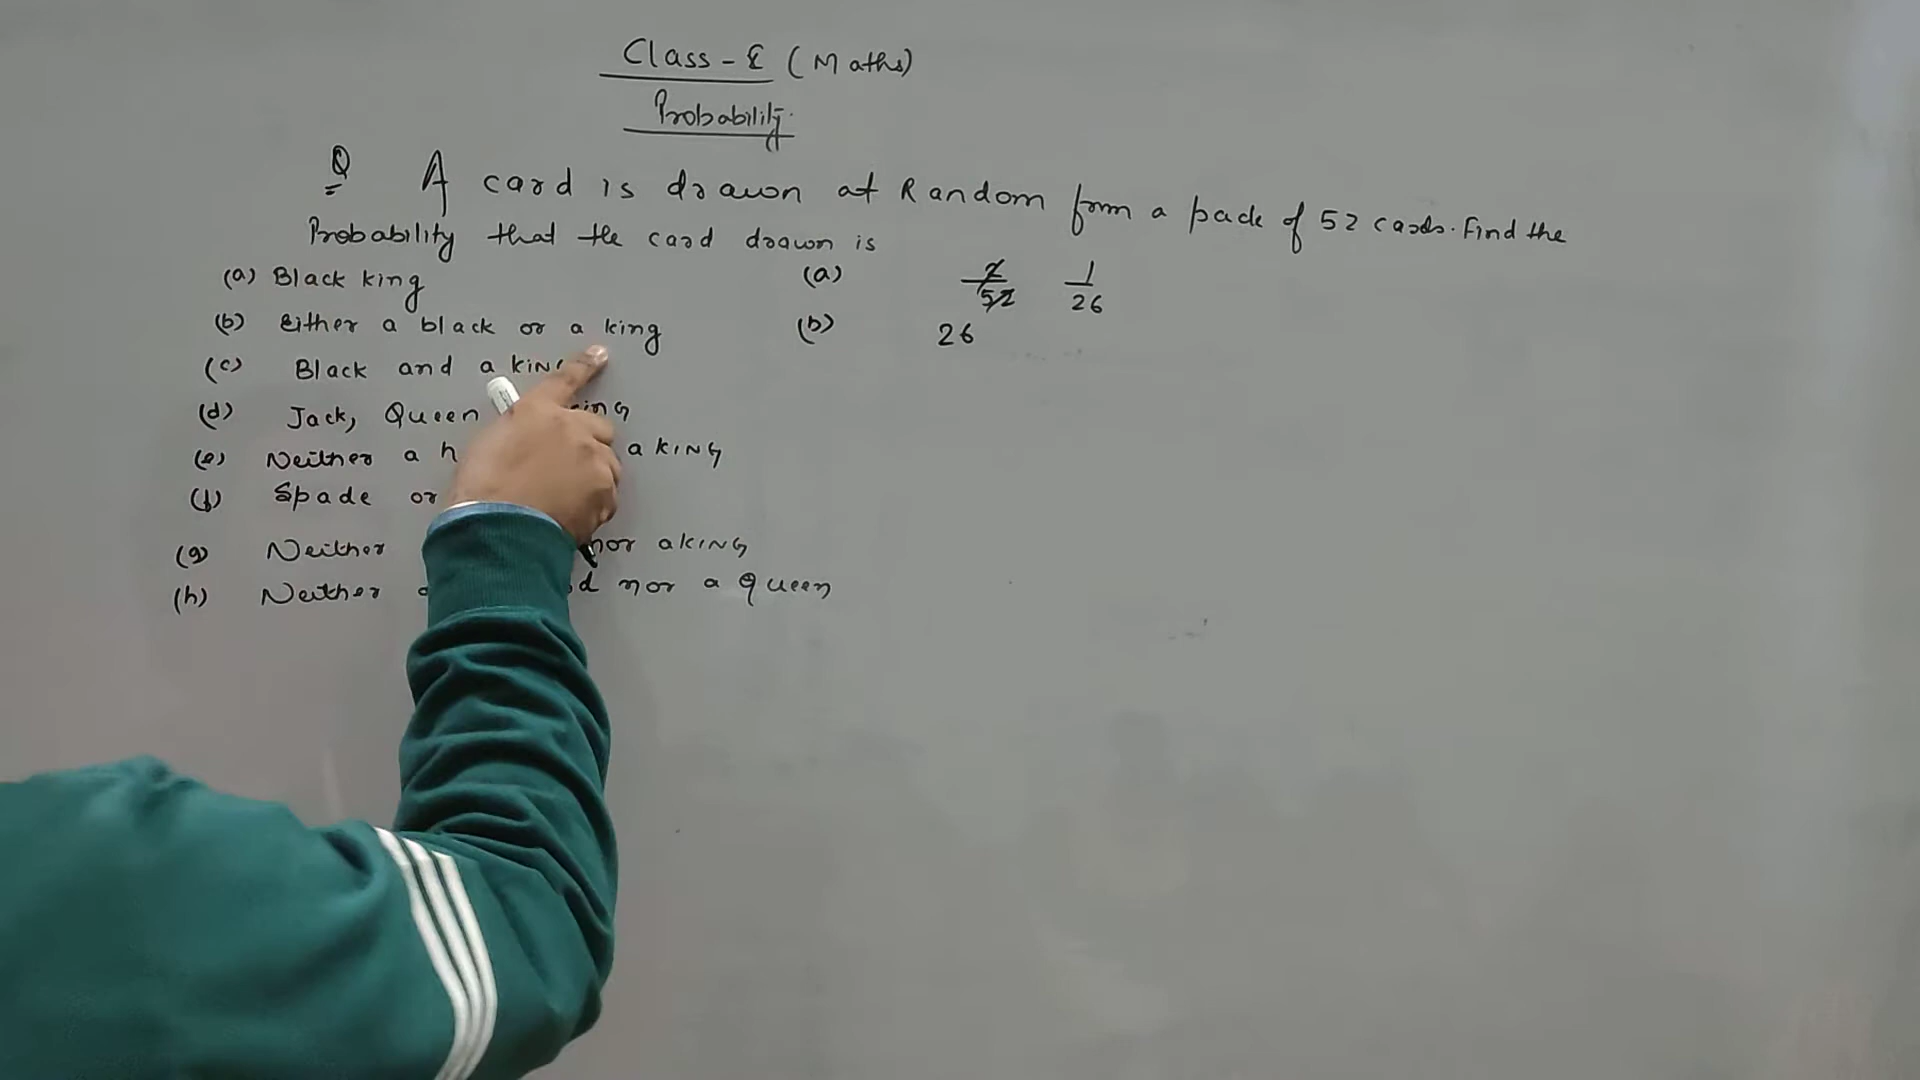 Class - X (Maths)
Probability.
Q A card is drawn at Random from a pack of 52 cards. Find the
Probability that the card drawn is
(a) Black king
(b) Either a black or a king
(c) Black and a king
(d) Jack, Queen
(e) Neither a h a KING
(f) Spade or
(g) Neither nor a KING
(h) Neither nor a Queen
(a) 2/52 1/26
(b) 26